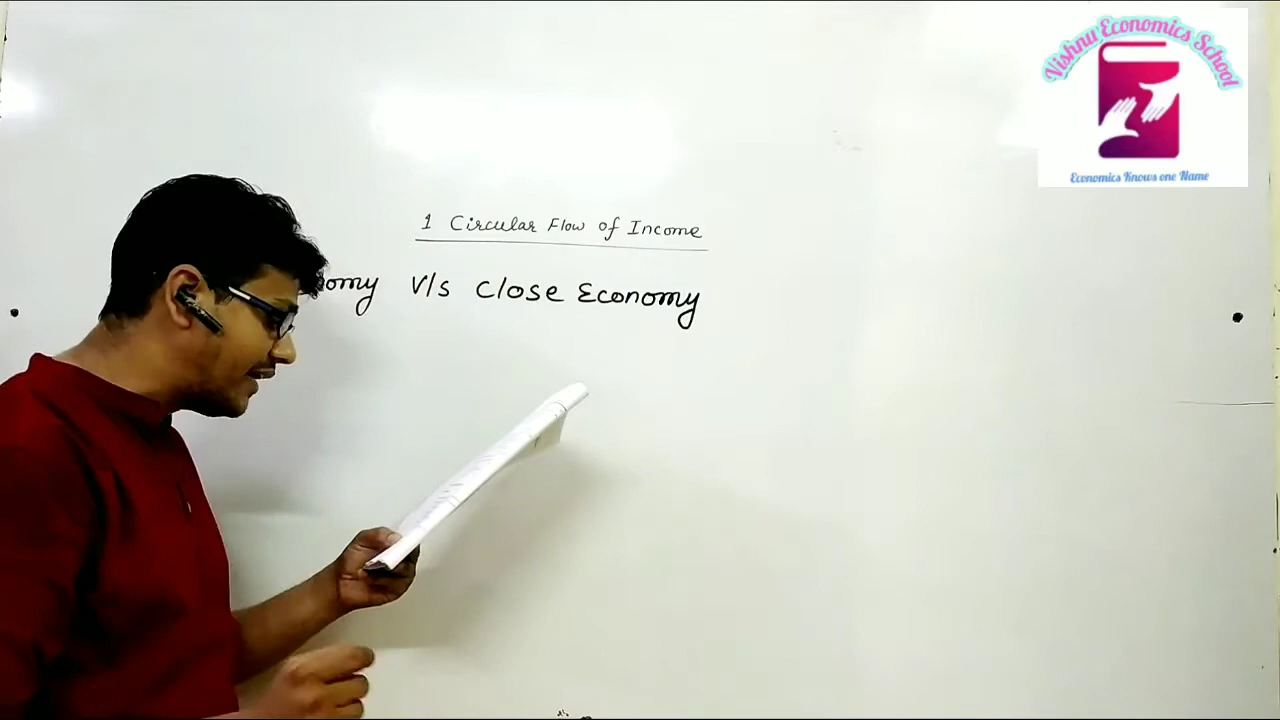 Vishnu Economics School
Economics Knows one Name
1 Circular Flow of Income
omy v/s Close Economy